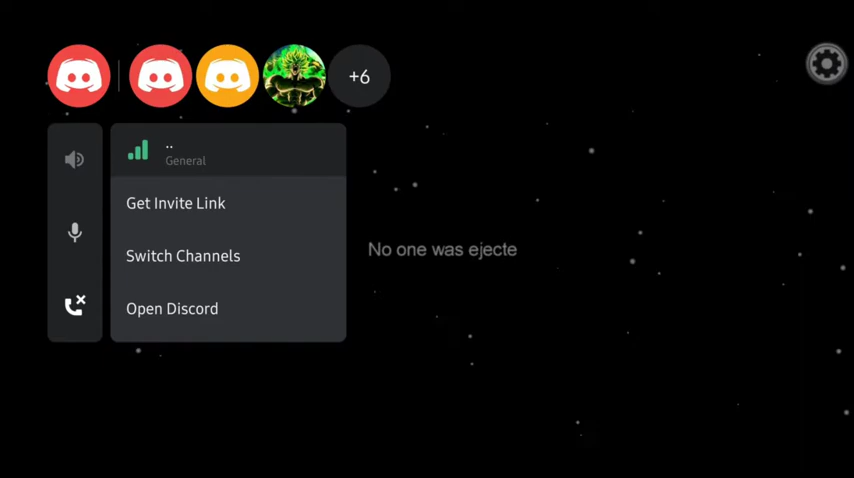 +6
..
General
Get Invite Link
Switch Channels
Open Discord
No one was ejecte